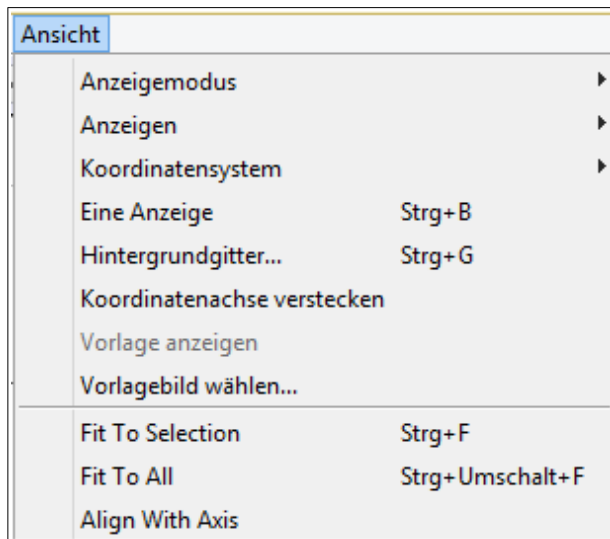 Ansicht
Anzeigemodus
Anzeigen
Koordinatensystem
Eine Anzeige Strg+B
Hintergrundgitter... Strg+G
Koordinatenachse verstecken
Vorlage anzeigen
Vorlagebild wählen...
Fit To Selection Strg+F
Fit To All Strg+Umschalt+F
Align With Axis